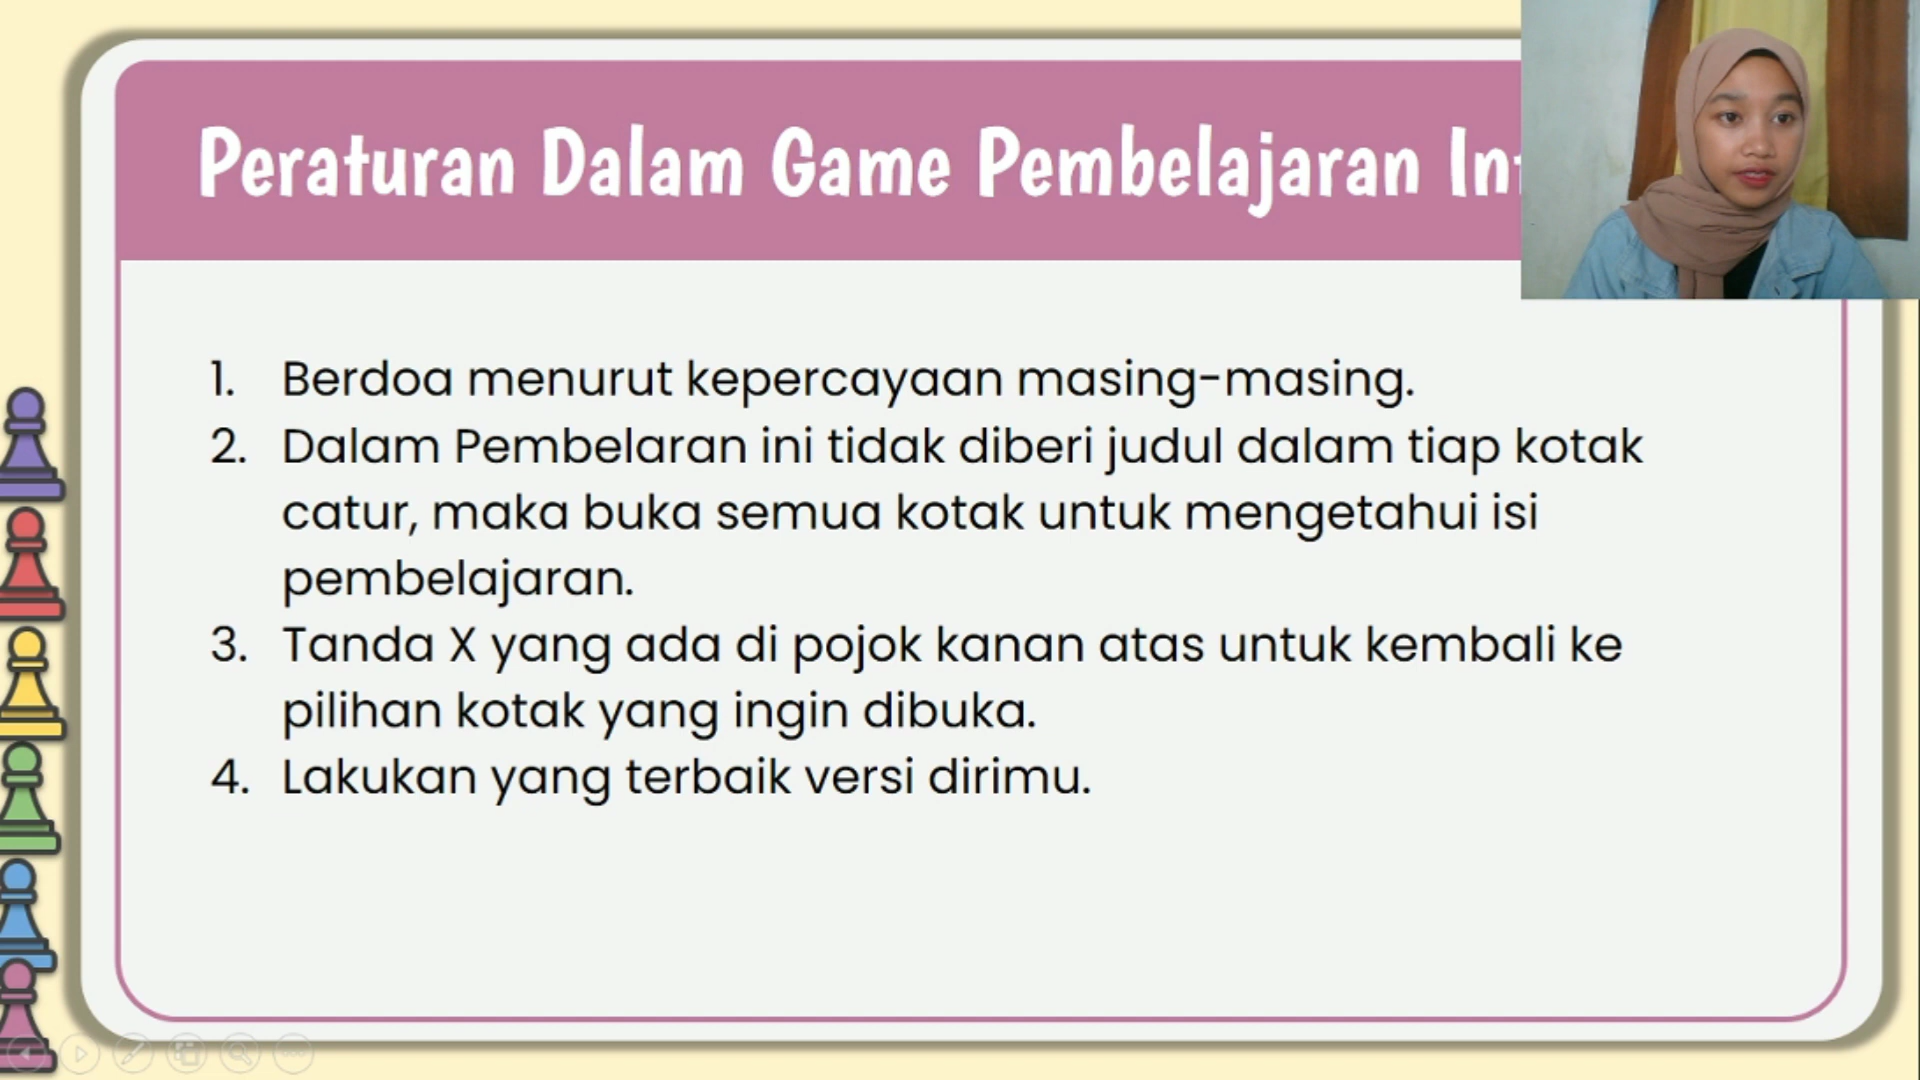 Peraturan Dalam Game Pembelajaran
1. Berdoa menurut kepercayaan masing-masing.
2. Dalam Pembelaran ini tidak diberi judul dalam tiap kotak
catur, maka buka semua kotak untuk mengetahui isi
pembelajaran.
3. Tanda X yang ada di pojok kanan atas untuk kembali ke
pilihan kotak yang ingin dibuka.
4. Lakukan yang terbaik versi dirimu.